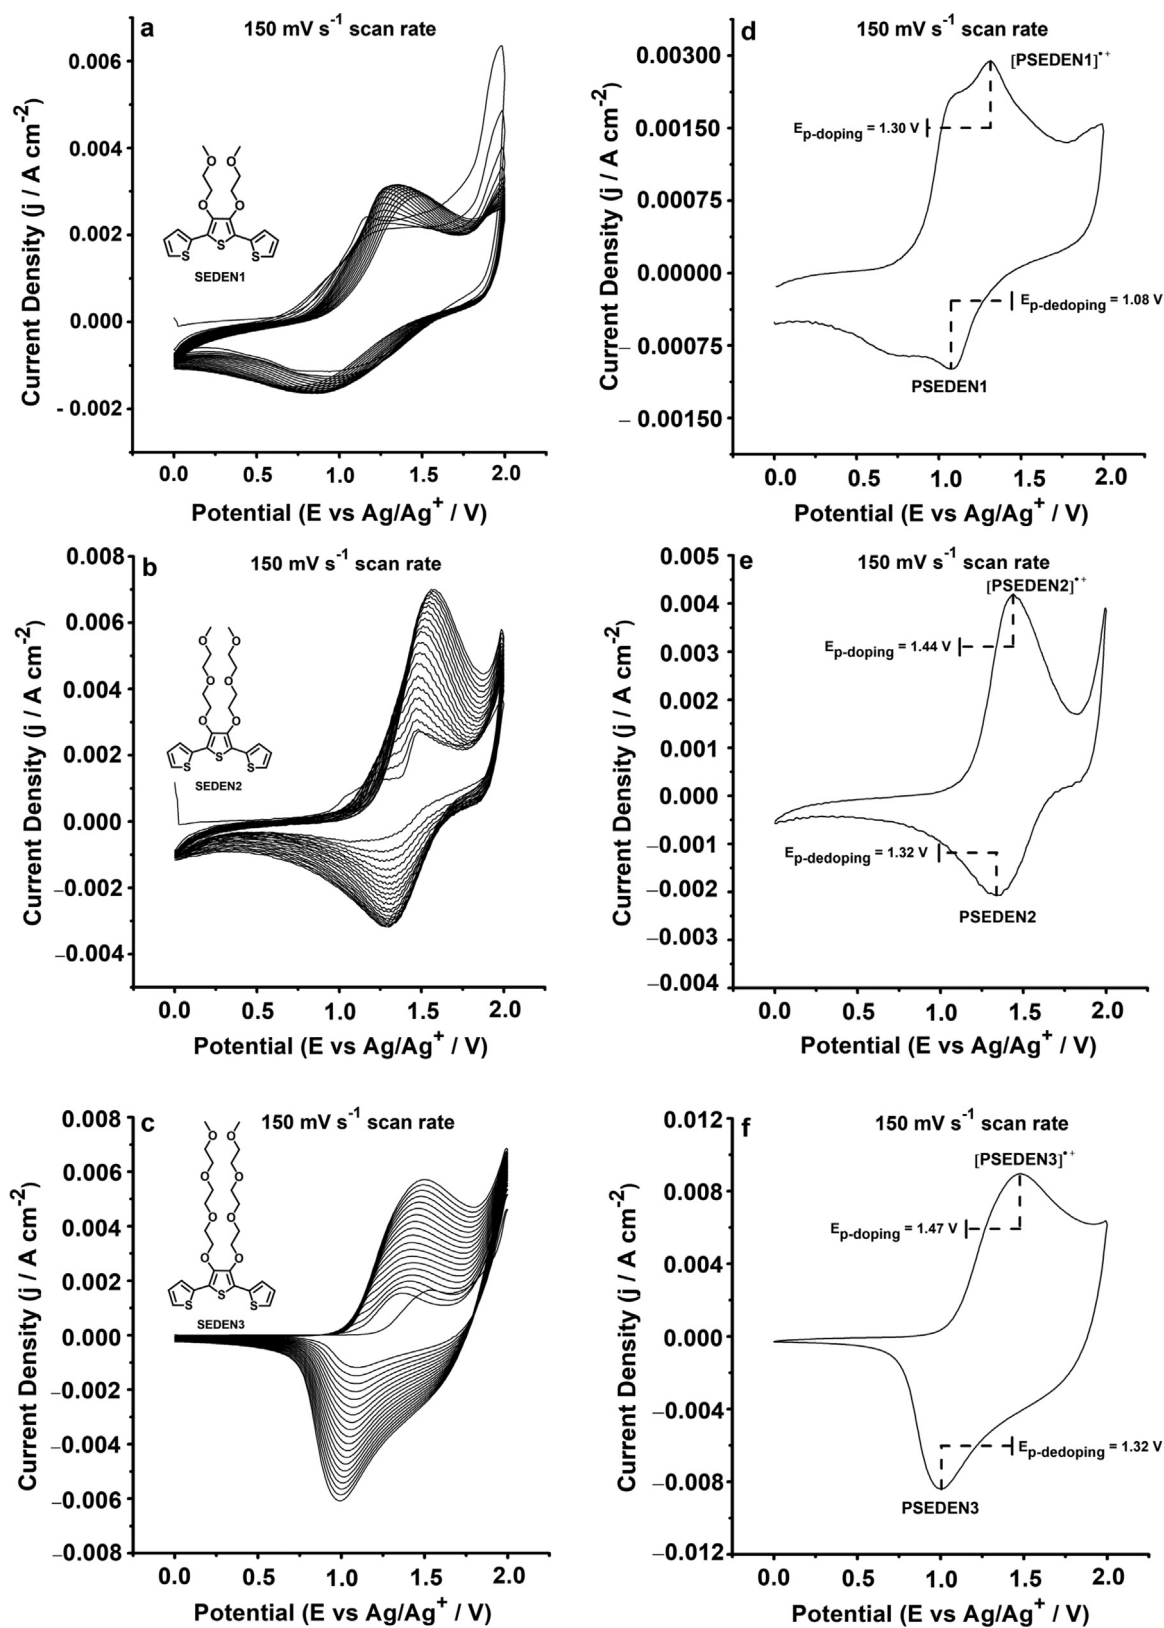 a
150 mV s⁻¹ scan rate
0.006
0.004
0.002
0.000
- 0.002
Current Density (j / A cm⁻²)
O O
O O
S S S
SEDEN1
0.0 0.5 1.0 1.5 2.0
Potential (E vs Ag/Ag⁺ / V)
d
150 mV s⁻¹ scan rate
0.00300
0.00150
0.00075
0.00000
– 0.00075
– 0.00150
Current Density (j / A cm⁻²)
[PSEDEN1]•+
Ep-doping = 1.30 V
Ep-dedoping = 1.08 V
PSEDEN1
0.0 1.0 1.5 2.0
Potential (E vs Ag/Ag⁺ / V)
b
150 mV s⁻¹ scan rate
0.008
0.006
0.004
0.002
0.000
–0.002
–0.004
Current Density (j / A cm⁻²)
O O
O O
O O
S S S
SEDEN2
0.0 1.0 1.5 2.0
Potential (E vs Ag/Ag⁺ / V)
e
150 mV s⁻¹ scan rate
0.005
0.004
0.003
0.002
0.001
0.000
–0.001
–0.002
–0.003
–0.004
Current Density (j / A cm⁻²)
[PSEDEN2]•+
Ep-doping = 1.44 V
Ep-dedoping = 1.32 V
PSEDEN2
0.0 1.0 1.5 2.0
Potential (E vs Ag/Ag⁺ / V)
c
150 mV s⁻¹ scan rate
0.008
0.006
0.004
0.002
0.000
–0.002
–0.004
–0.006
–0.008
Current Density (j / A cm⁻²)
O O
O O
O O
O O
S S S
SEDEN3
0.0 1.0 1.5 2.0
Potential (E vs Ag/Ag⁺ / V)
f
150 mV s⁻¹ scan rate
0.012
0.008
0.004
0.000
–0.004
–0.008
–0.012
Current Density (j / A cm⁻²)
[PSEDEN3]•+
Ep-doping = 1.47 V
Ep-dedoping = 1.32 V
PSEDEN3
0.0 1.0 1.5 2.0
Potential (E vs Ag/Ag⁺ / V)